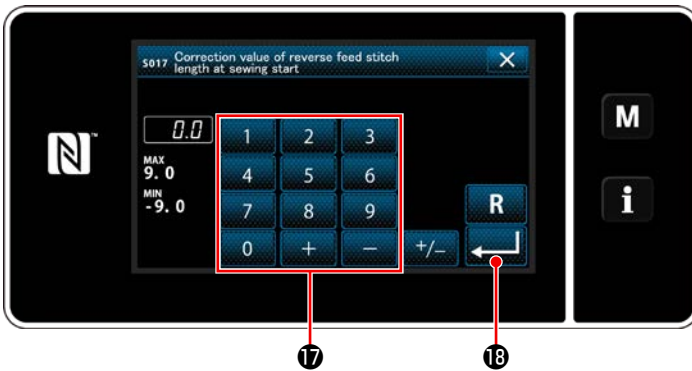 S017 Correction value of reverse feed stitch
length at sewing start
0.0
1 2 3
MAX
9.0
4 5 6
MIN
-9.0
7 8 9
R
0 + − +/−
M
i
N
⓱ ⓲